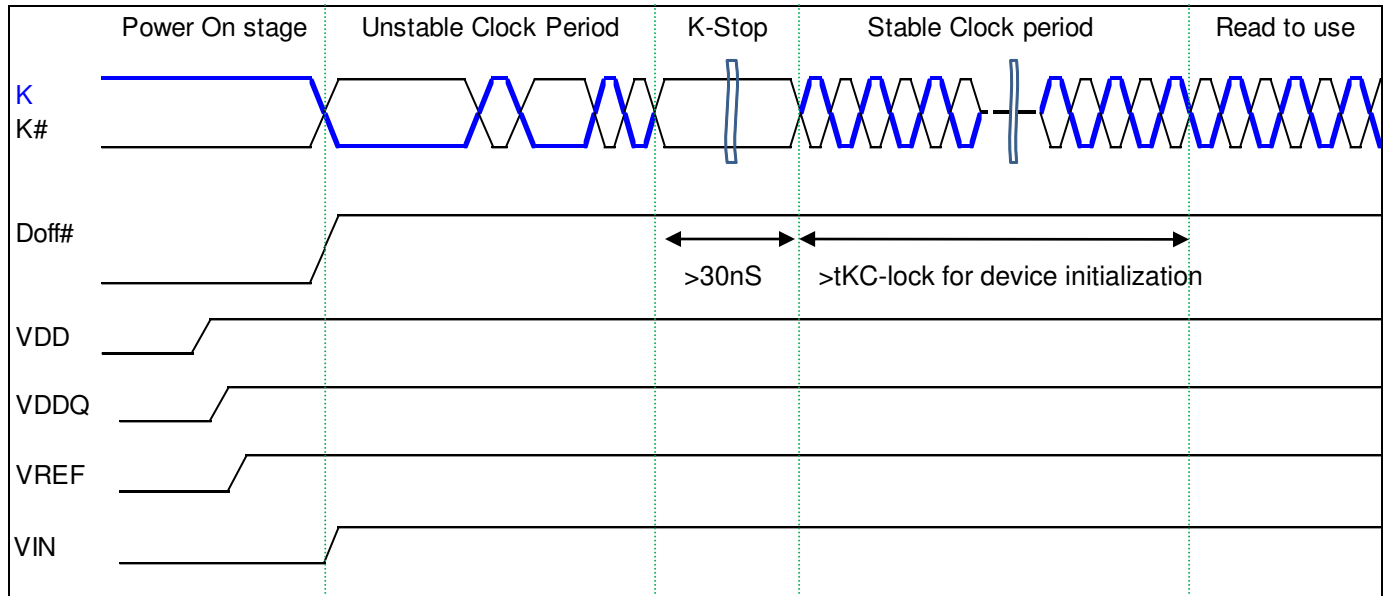 Power On stage Unstable Clock Period K-Stop Stable Clock period Read to use
K
K#
Doff#
>30nS >tKC-lock for device initialization
VDD
VDDQ
VREF
VIN